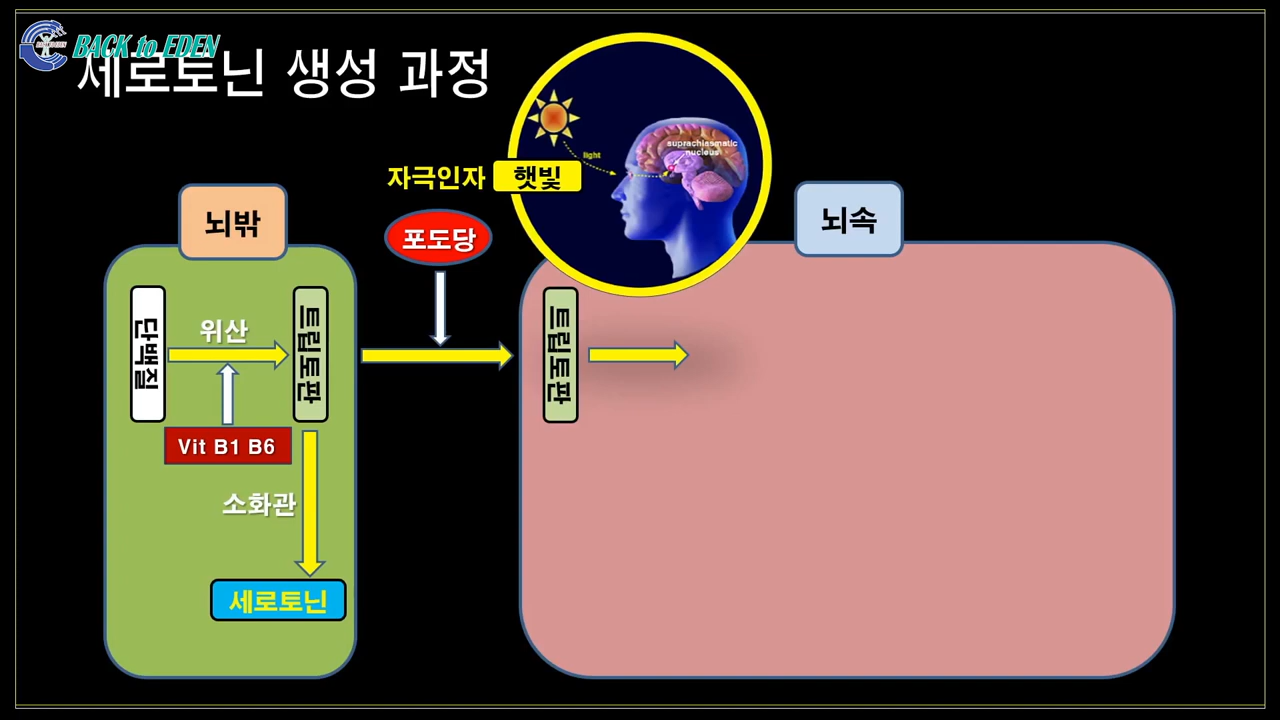 BACK to EDEN
세로토닌 생성 과정
suprachiasmatic
nucleus
light
자극인자 햇빛
뇌밖
포도당
뇌속
단백질
위산
트립토판
트립토판
Vit B1 B6
소화관
세로토닌